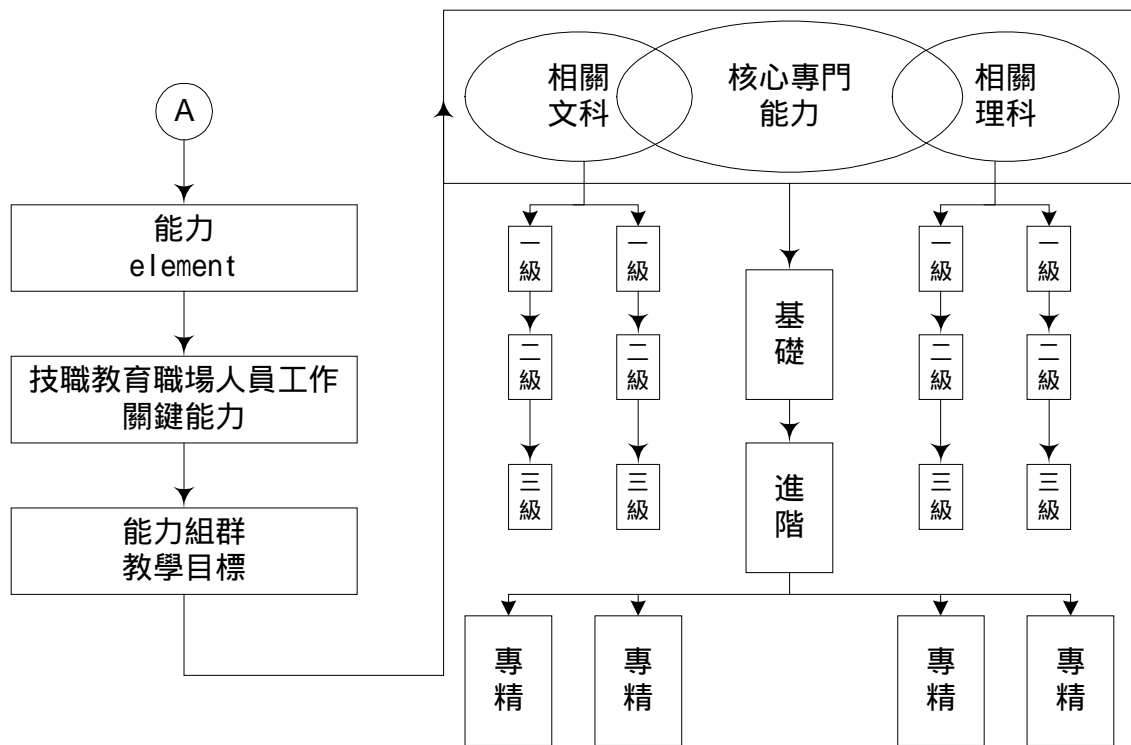 A
能力
element
技職教育職場人員工作
關鍵能力
能力組群
教學目標
相關
文科
核心專門
能力
相關
理科
一級
一級
一級
一級
二級
二級
二級
二級
三級
三級
三級
三級
基礎
進階
專精
專精
專精
專精